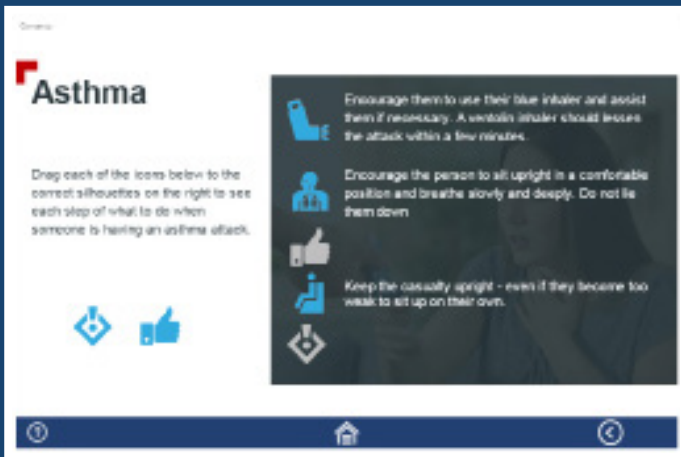 Contents
Asthma
Drag each of the icons below to the
correct silhouettes on the right to see
each step of what to do when
someone is having an asthma attack.
Encourage them to use their blue inhaler and assist
them if necessary. A ventolin inhaler should lessen
the attack within a few minutes.
Encourage the person to sit upright in a comfortable
position and breathe slowly and deeply. Do not lie
them down
Keep the casualty upright - even if they become too
weak to sit up on their own.